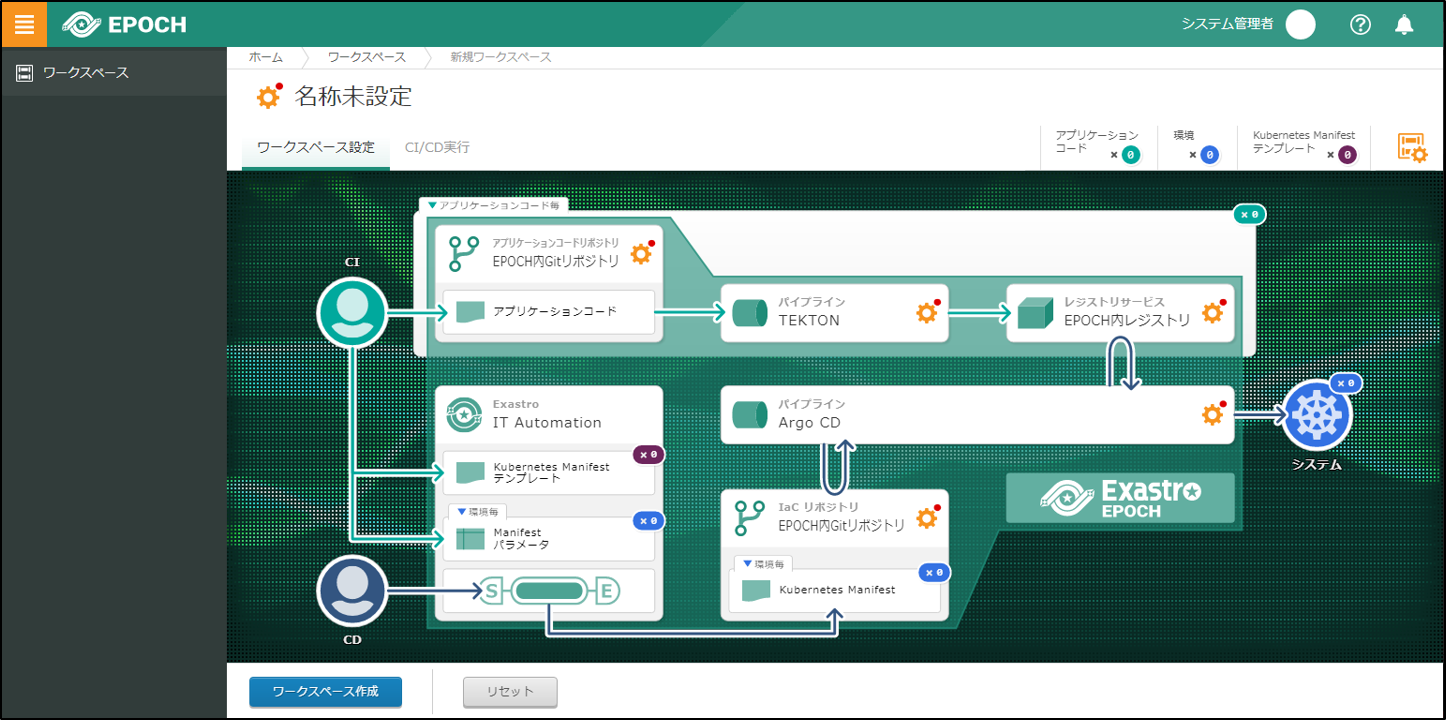 EPOCH
システム管理者
ワークスペース
ホーム
ワークスペース
新規ワークスペース
名称未設定
ワークスペース設定
CI/CD実行
アプリケーション
コード
× 0
環境
× 0
Kubernetes Manifest
テンプレート
× 0
▼アプリケーションコード毎
× 0
CI
アプリケーションコードリポジトリ
EPOCH内Gitリポジトリ
アプリケーションコード
パイプライン
TEKTON
レジストリサービス
EPOCH内レジストリ
Exastro
IT Automation
パイプライン
Argo CD
× 0
システム
Kubernetes Manifest
テンプレート
× 0
▼環境毎
Manifest
パラメータ
× 0
S
E
IaC リポジトリ
EPOCH内Gitリポジトリ
▼環境毎
Kubernetes Manifest
× 0
Exastro
EPOCH
CD
ワークスペース作成
リセット